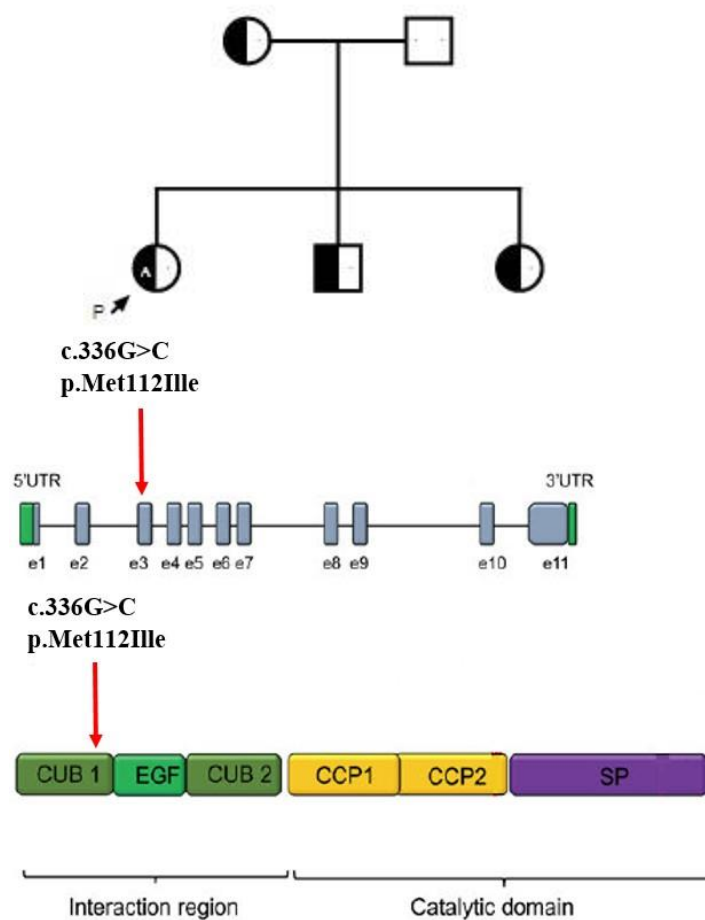 A
P
c.336G>C
p.Met112Ille
5'UTR
3'UTR
e1 e2 e3 e4 e5 e6 e7 e8 e9 e10 e11
c.336G>C
p.Met112Ille
CUB 1 EGF CUB 2 CCP1 CCP2 SP
Interaction region Catalytic domain